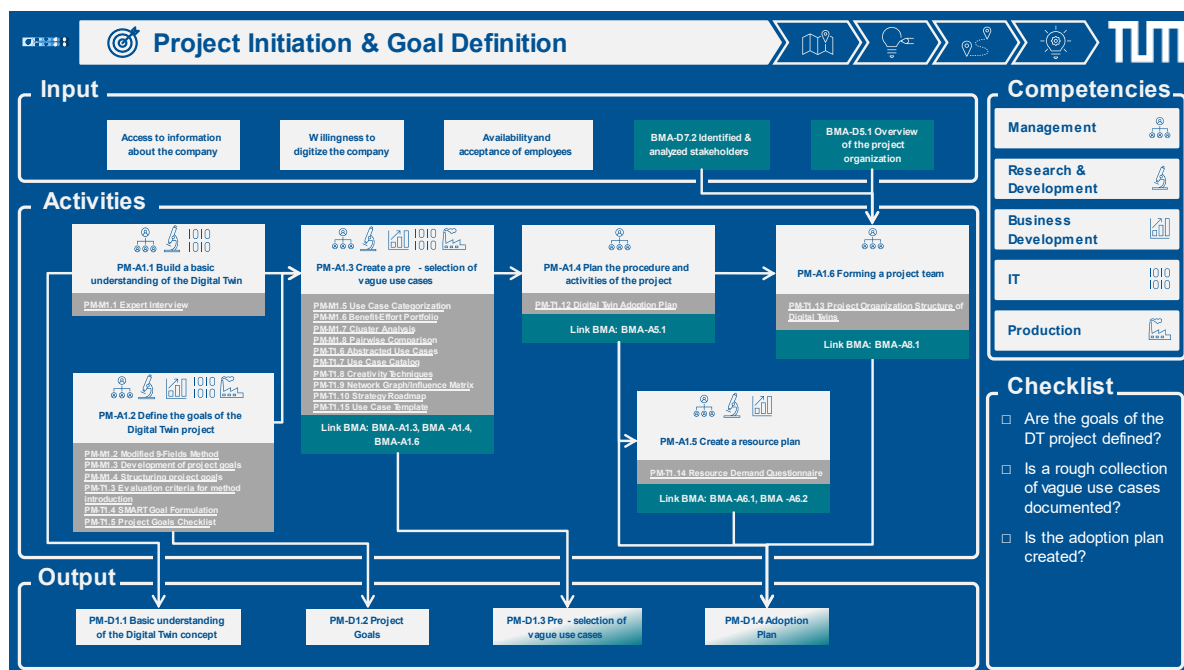 Project Initiation & Goal Definition
TUM
Input
Access to information
about the company
Willingness to
digitize the company
Availability and
acceptance of employees
BMA-D7.2 Identified &
analyzed stakeholders
BMA-D5.1 Overview
of the project
organization
Activities
1010
1010
PM-A1.1 Build a basic
understanding of the Digital Twin
PM-M1.1 Expert Interview
1010
1010
PM-A1.2 Define the goals of the
Digital Twin project
PM-M1.2 Modified 9-Fields Method
PM-M1.3 Development of project goals
PM-M1.4 Structuring project goals
PM-T1.3 Evaluation criteria for method
introduction
PM-T1.4 SMART Goal Formulation
PM-T1.5 Project Goals Checklist
1010
1010
PM-A1.3 Create a pre - selection of
vague use cases
PM-M1.5 Use Case Categorization
PM-M1.6 Benefit-Effort Portfolio
PM-M1.7 Cluster Analysis
PM-M1.8 Pairwise Comparison
PM-T1.6 Abstracted Use Cases
PM-T1.7 Use Case Catalog
PM-T1.8 Creativity Techniques
PM-T1.9 Network Graph/Influence Matrix
PM-T1.10 Strategy Roadmap
PM-T1.15 Use Case Template
Link BMA: BMA-A1.3, BMA -A1.4,
BMA-A1.6
PM-A1.4 Plan the procedure and
activities of the project
PM-T1.12 Digital Twin Adoption Plan
Link BMA: BMA-A5.1
PM-A1.5 Create a resource plan
PM-T1.14 Resource Demand Questionnaire
Link BMA: BMA-A6.1, BMA -A6.2
PM-A1.6 Forming a project team
PM-T1.13 Project Organization Structure of
Digital Twins
Link BMA: BMA-A8.1
Output
PM-D1.1 Basic understanding
of the Digital Twin concept
PM-D1.2 Project
Goals
PM-D1.3 Pre - selection of
vague use cases
PM-D1.4 Adoption
Plan
Competencies
Management
Research &
Development
Business
Development
IT
1010
1010
Production
Checklist
□ Are the goals of the
DT project defined?
□ Is a rough collection
of vague use cases
documented?
□ Is the adoption plan
created?